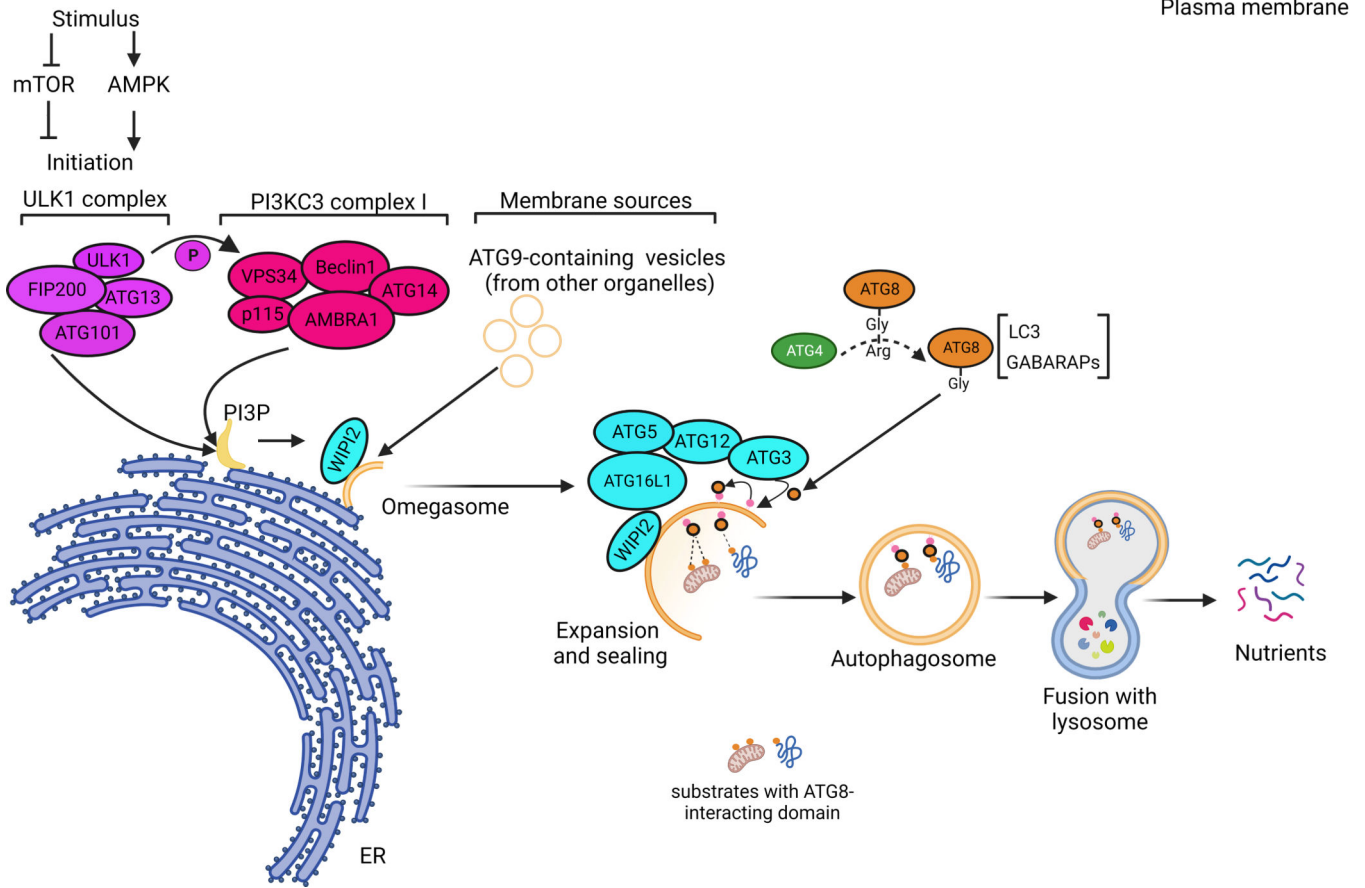 Plasma membrane
Stimulus
mTOR
AMPK
Initiation
ULK1 complex
PI3KC3 complex I
Membrane sources
ULK1
FIP200
ATG13
ATG101
P
VPS34
Beclin1
ATG14
p115
AMBRA1
ATG9-containing vesicles
(from other organelles)
ATG8
Gly
Arg
ATG4
ATG8
Gly
LC3
GABARAPs
PI3P
WIPI2
Omegasome
ATG5
ATG12
ATG3
ATG16L1
WIPI2
Expansion
and sealing
Autophagosome
Fusion with
lysosome
Nutrients
substrates with ATG8-
interacting domain
ER